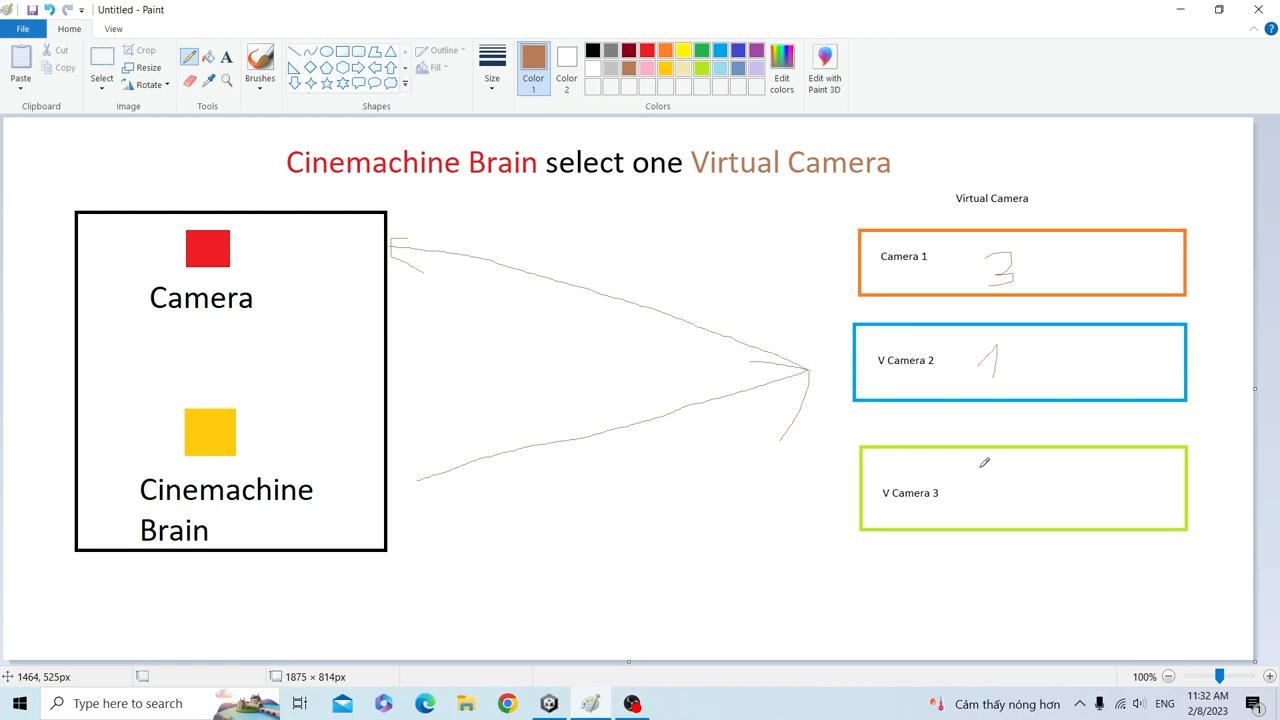 Untitled - Paint
File
Home
View
Paste
Cut
Copy
Clipboard
Select
Crop
Resize
Rotate
Image
A
Tools
Brushes
Shapes
Outline
Fill
Size
Color
1
Color
2
Edit
colors
Colors
Edit with
Paint 3D
Cinemachine Brain select one Virtual Camera
Virtual Camera
Camera
Cinemachine
Brain
Camera 1
3
V Camera 2
1
V Camera 3
1464, 525px
1875 × 814px
100%
Type here to search
Cảm thấy nóng hơn
ENG
11:32 AM
2/8/2023
1